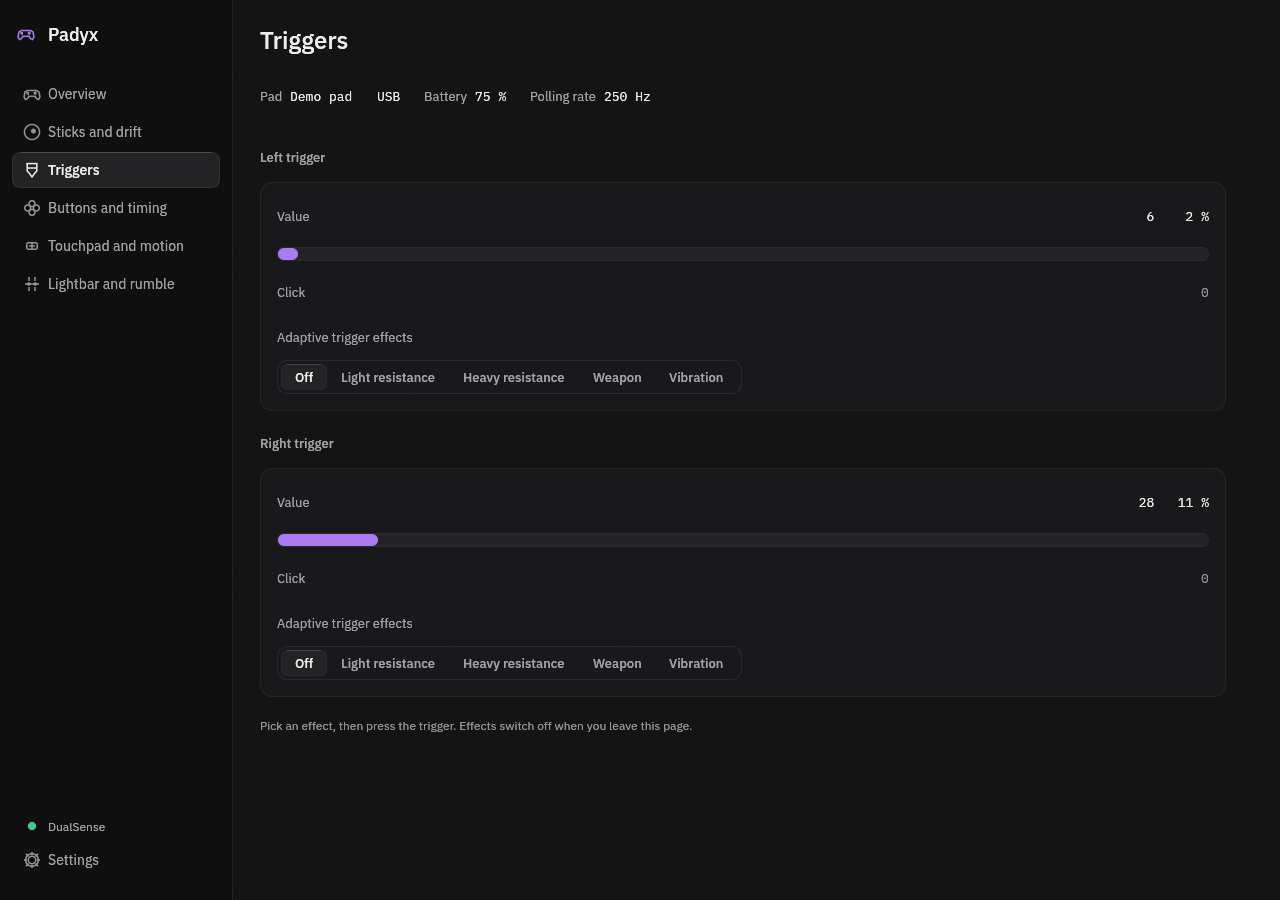 Padyx
Overview
Sticks and drift
Triggers
Buttons and timing
Touchpad and motion
Lightbar and rumble
DualSense
Settings
Triggers
Pad Demo pad USB Battery 75 % Polling rate 250 Hz
Left trigger
Value 6 2 %
Click 0
Adaptive trigger effects
Off Light resistance Heavy resistance Weapon Vibration
Right trigger
Value 28 11 %
Click 0
Adaptive trigger effects
Off Light resistance Heavy resistance Weapon Vibration
Pick an effect, then press the trigger. Effects switch off when you leave this page.